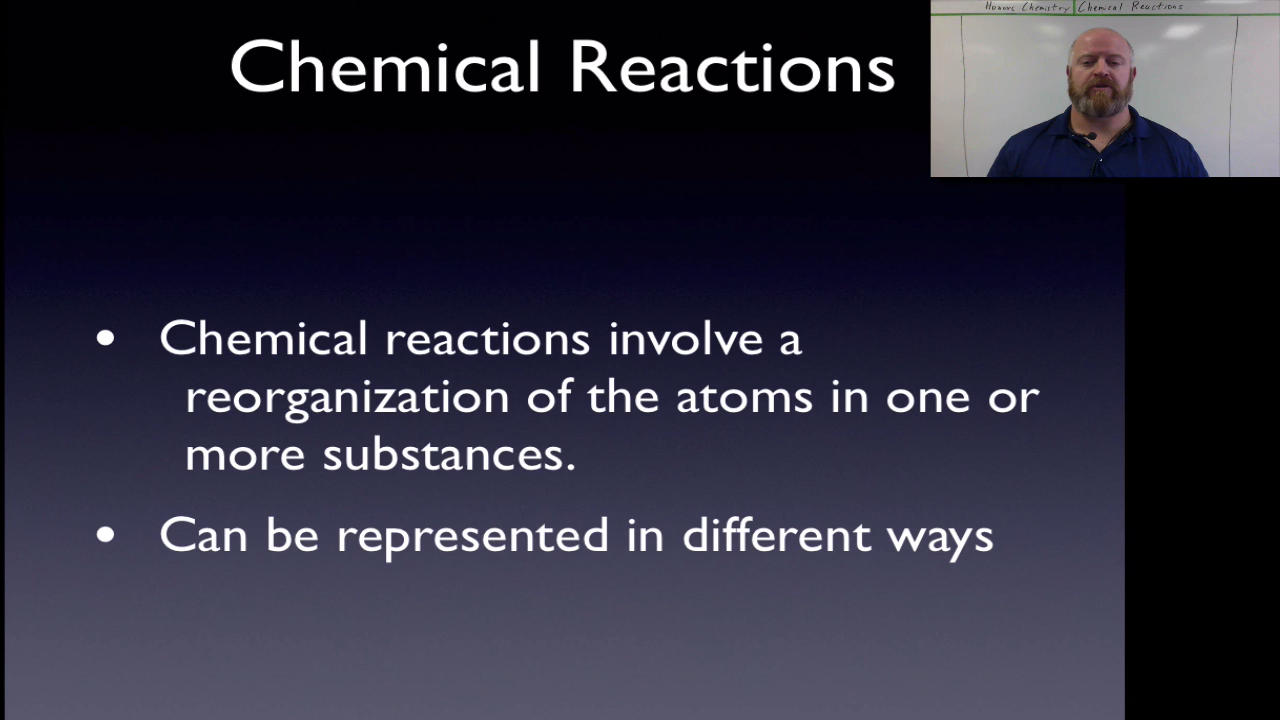 Chemical Reactions
Honors Chemistry Chemical Reactions
• Chemical reactions involve a
reorganization of the atoms in one or
more substances.
• Can be represented in different ways